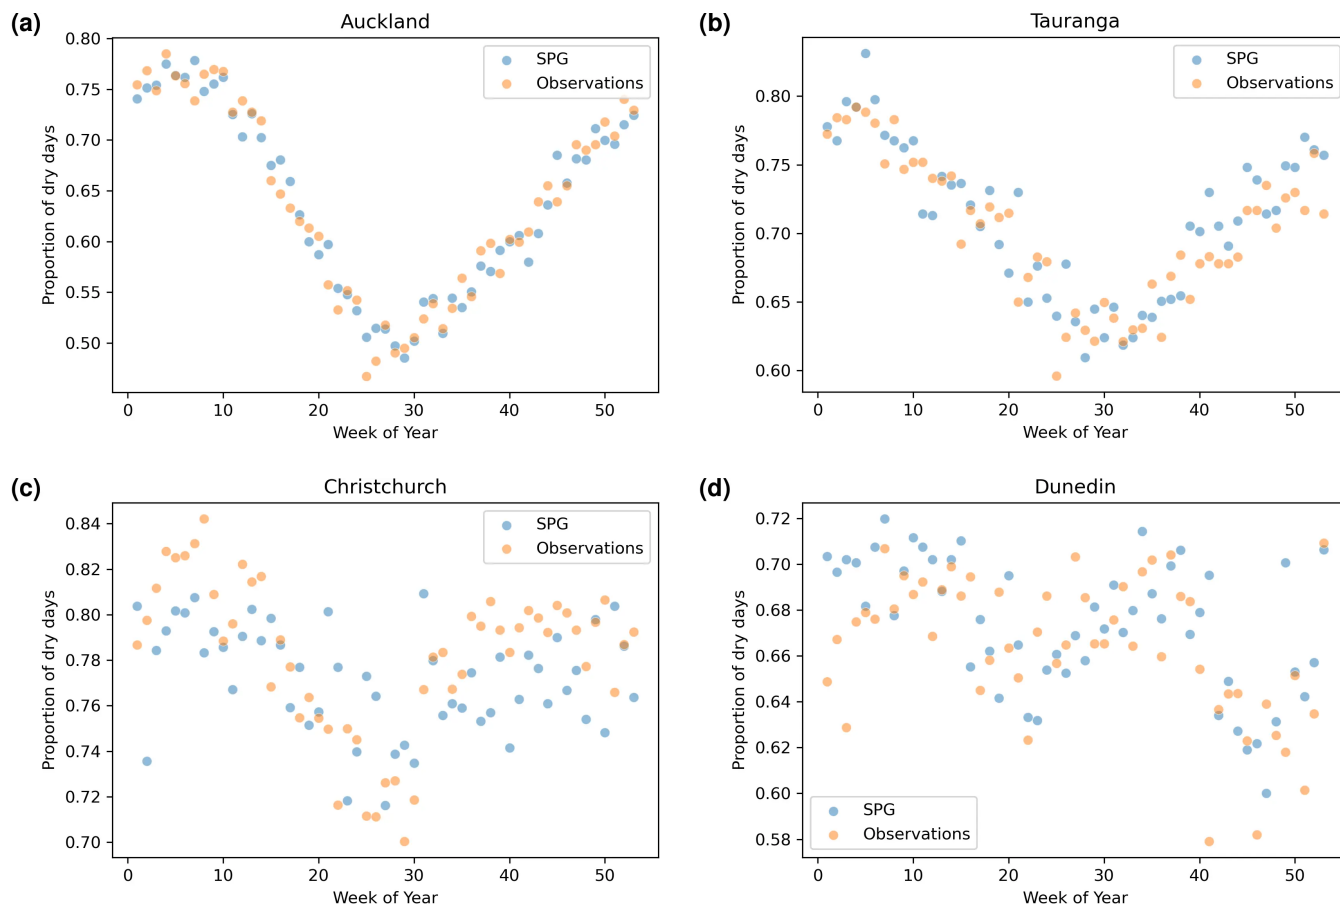 (a)
Auckland
SPG
Observations
0.80
0.75
0.70
0.65
0.60
0.55
0.50
Proportion of dry days
0 10 20 30 40 50
Week of Year
(b)
Tauranga
SPG
Observations
0.80
0.75
0.70
0.65
0.60
Proportion of dry days
0 10 20 30 40 50
Week of Year
(c)
Christchurch
SPG
Observations
0.84
0.82
0.80
0.78
0.76
0.74
0.72
0.70
Proportion of dry days
0 10 20 30 40 50
Week of Year
(d)
Dunedin
0.72
0.70
0.68
0.66
0.64
0.62
0.60
0.58
Proportion of dry days
SPG
Observations
0 10 20 30 40 50
Week of Year